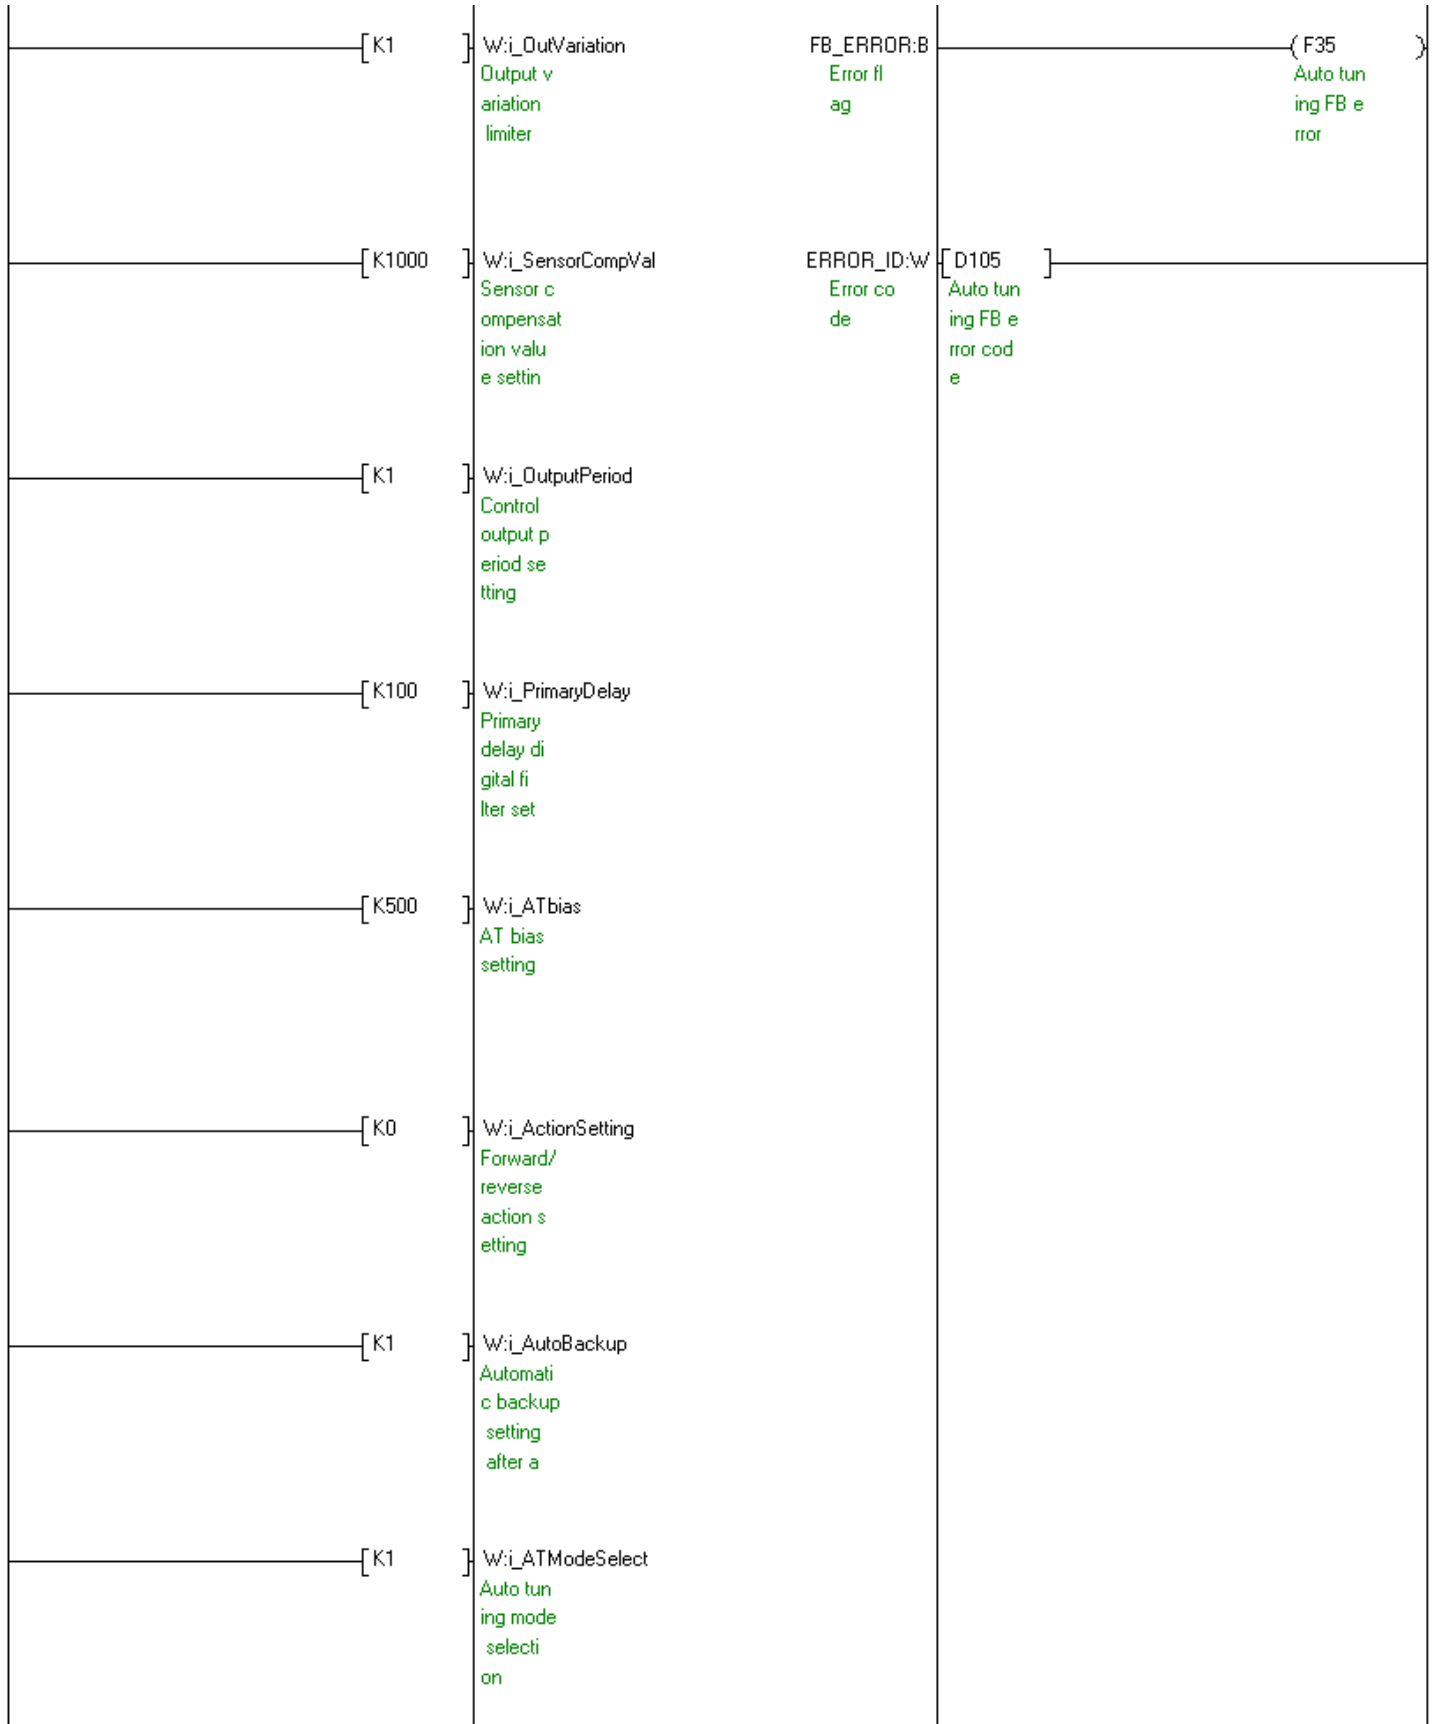 [ K1 ] W:i_OutVariation FB_ERROR:B ( F35 )
Output v Error fl Auto tun
ariation ag ing FB e
limiter rror
[ K1000 ] W:i_SensorCompVal ERROR_ID:W [ D105 ]
Sensor c Error co Auto tun
ompensat de ing FB e
ion valu rror cod
e settin e
[ K1 ] W:i_OutputPeriod
Control
output p
eriod se
tting
[ K100 ] W:i_PrimaryDelay
Primary
delay di
gital fi
lter set
[ K500 ] W:i_ATbias
AT bias
setting
[ K0 ] W:i_ActionSetting
Forward/
reverse
action s
etting
[ K1 ] W:i_AutoBackup
Automati
c backup
setting
after a
[ K1 ] W:i_ATModeSelect
Auto tun
ing mode
selecti
on